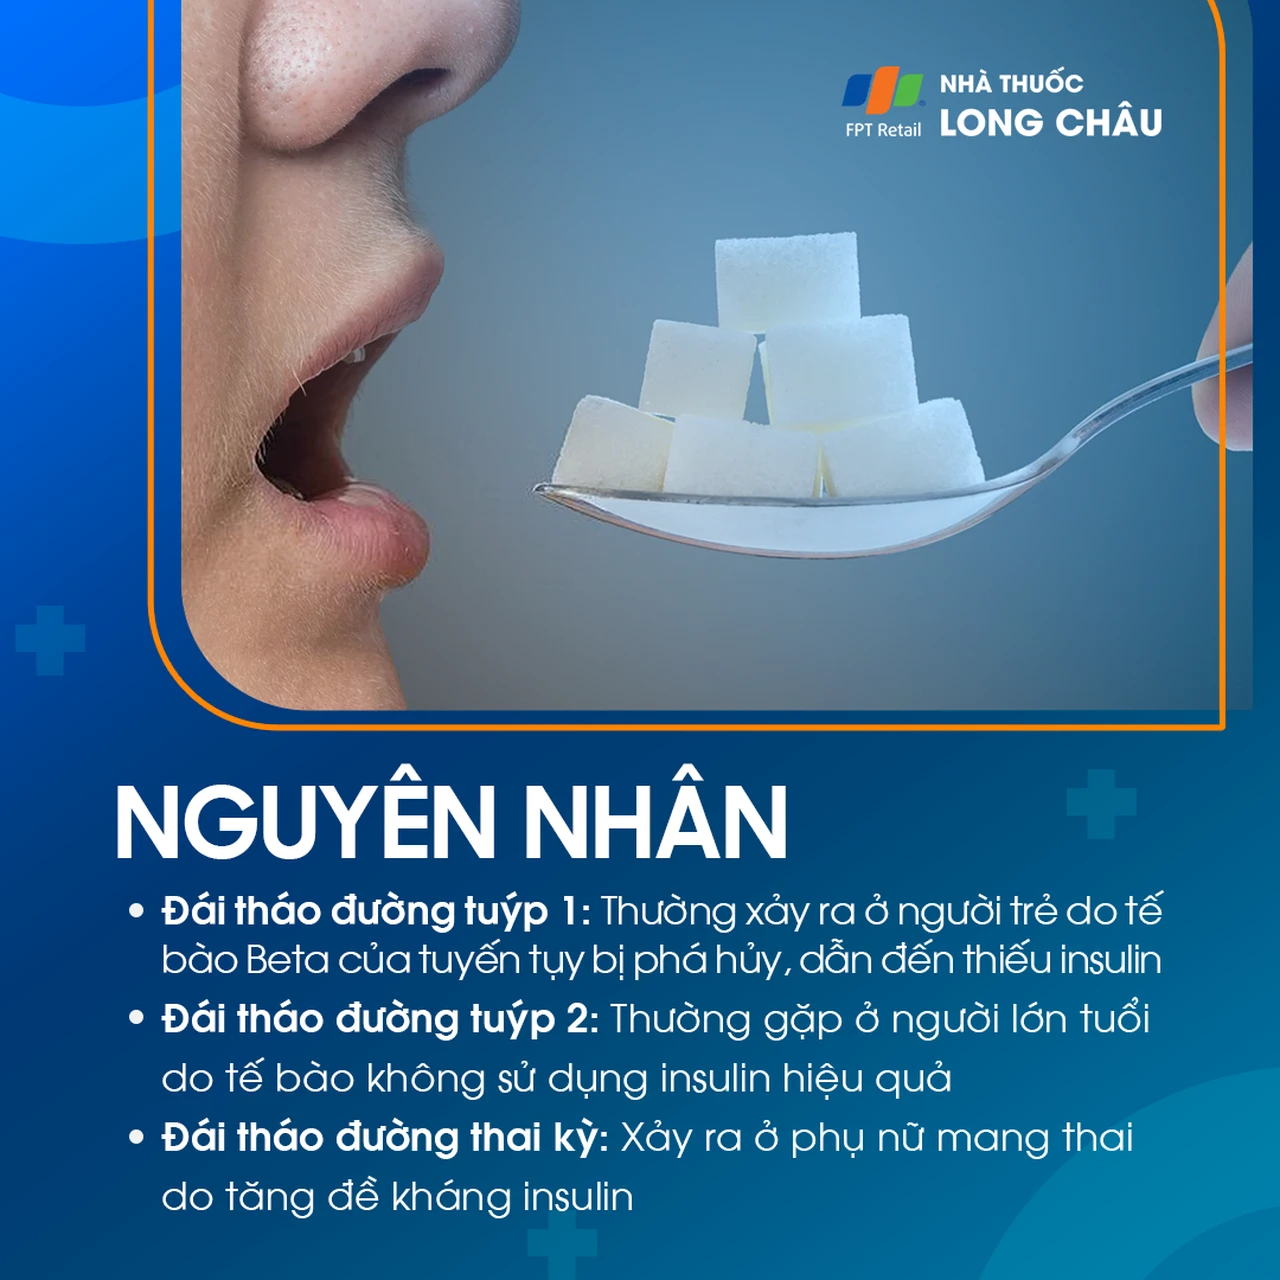 NHÀ THUỐC
FPT Retail LONG CHÂU
NGUYÊN NHÂN
• Đái tháo đường tuýp 1: Thường xảy ra ở người trẻ do tế
bào Beta của tuyến tụy bị phá hủy, dẫn đến thiếu insulin
• Đái tháo đường tuýp 2: Thường gặp ở người lớn tuổi
do tế bào không sử dụng insulin hiệu quả
• Đái tháo đường thai kỳ: Xảy ra ở phụ nữ mang thai
do tăng đề kháng insulin